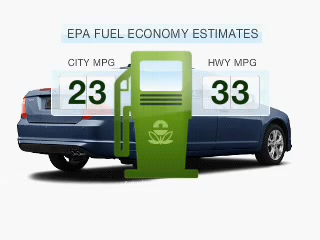 EPA FUEL ECONOMY ESTIMATES
CITY MPG
HWY MPG
23
33